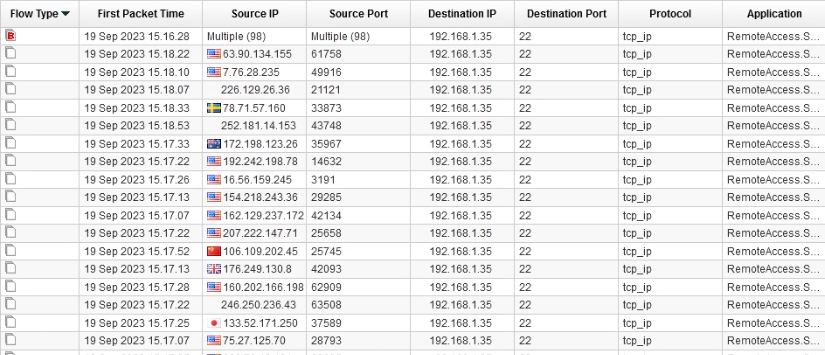 Flow Type First Packet Time Source IP Source Port Destination IP Destination Port Protocol Application
B 19 Sep 2023 15.16.28 Multiple (98) Multiple (98) 192.168.1.35 22 tcp_ip RemoteAccess.S...
19 Sep 2023 15.18.22 63.90.134.155 61758 192.168.1.35 22 tcp_ip RemoteAccess.S...
19 Sep 2023 15.18.10 7.76.28.235 49916 192.168.1.35 22 tcp_ip RemoteAccess.S...
19 Sep 2023 15.18.07 226.129.26.36 21121 192.168.1.35 22 tcp_ip RemoteAccess.S...
19 Sep 2023 15.18.33 78.71.57.160 33873 192.168.1.35 22 tcp_ip RemoteAccess.S...
19 Sep 2023 15.18.53 252.181.14.153 43748 192.168.1.35 22 tcp_ip RemoteAccess.S...
19 Sep 2023 15.17.33 172.198.123.26 35967 192.168.1.35 22 tcp_ip RemoteAccess.S...
19 Sep 2023 15.17.22 192.242.198.78 14632 192.168.1.35 22 tcp_ip RemoteAccess.S...
19 Sep 2023 15.17.26 16.56.159.245 3191 192.168.1.35 22 tcp_ip RemoteAccess.S...
19 Sep 2023 15.17.13 154.218.243.36 29285 192.168.1.35 22 tcp_ip RemoteAccess.S...
19 Sep 2023 15.17.07 162.129.237.172 42134 192.168.1.35 22 tcp_ip RemoteAccess.S...
19 Sep 2023 15.17.22 207.222.147.71 25658 192.168.1.35 22 tcp_ip RemoteAccess.S...
19 Sep 2023 15.17.52 106.109.202.45 25745 192.168.1.35 22 tcp_ip RemoteAccess.S...
19 Sep 2023 15.17.13 176.249.130.8 42093 192.168.1.35 22 tcp_ip RemoteAccess.S...
19 Sep 2023 15.17.28 160.202.166.198 62909 192.168.1.35 22 tcp_ip RemoteAccess.S...
19 Sep 2023 15.17.22 246.250.236.43 63508 192.168.1.35 22 tcp_ip RemoteAccess.S...
19 Sep 2023 15.17.25 133.52.171.250 37589 192.168.1.35 22 tcp_ip RemoteAccess.S...
19 Sep 2023 15.17.07 75.27.125.70 28793 192.168.1.35 22 tcp_ip RemoteAccess.S...